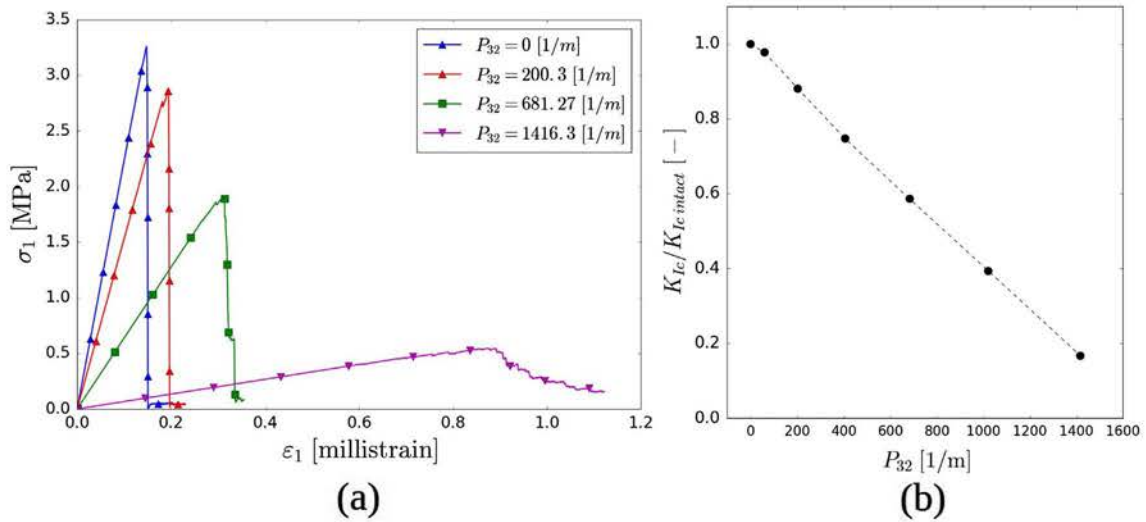 3.5
3.0
2.5
2.0
1.5
1.0
0.5
0.0
σ₁ [MPa]
P₃₂ = 0 [1/m]
P₃₂ = 200.3 [1/m]
P₃₂ = 681.27 [1/m]
P₃₂ = 1416.3 [1/m]
0.0 0.2 0.4 0.6 0.8 1.0 1.2
ε₁ [millistrain]
(a)
1.0
0.8
0.6
0.4
0.2
0.0
K_Ic/K_Ic intact [−]
0 200 400 600 800 1000 1200 1400 1600
P₃₂ [1/m]
(b)